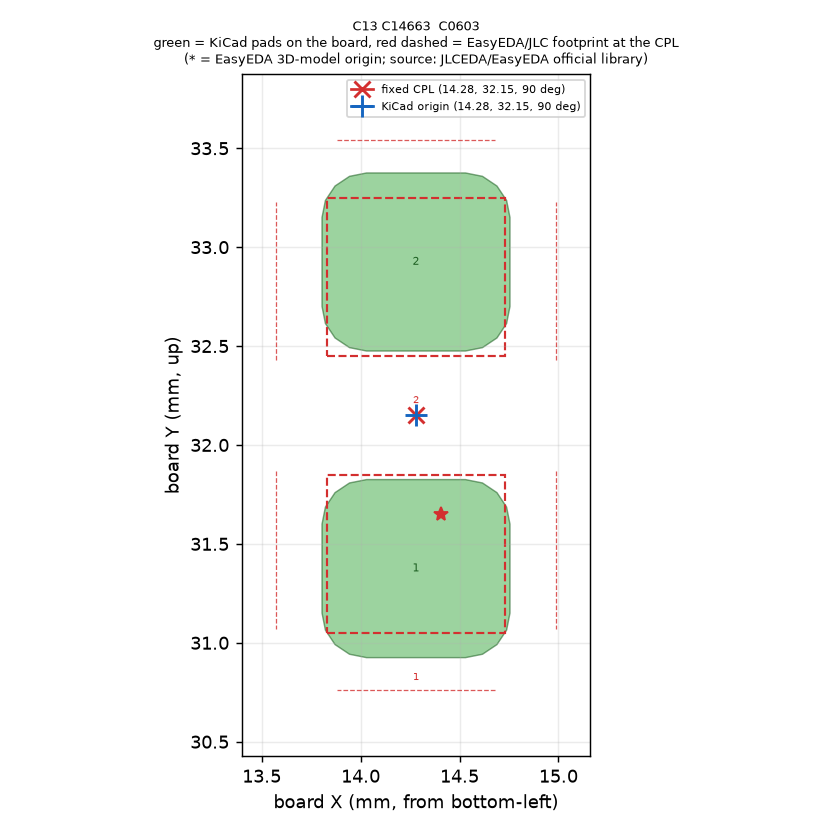 C13 C14663  C0603
green = KiCad pads on the board, red dashed = EasyEDA/JLC footprint at the CPL
(* = EasyEDA 3D-model origin; source: JLCEDA/EasyEDA official library)
fixed CPL (14.28, 32.15, 90 deg)
KiCad origin (14.28, 32.15, 90 deg)
33.5
33.0
2
32.5
2
32.0
31.5
1
31.0
1
30.5
board Y (mm, up)
13.5 14.0 14.5 15.0
board X (mm, from bottom-left)